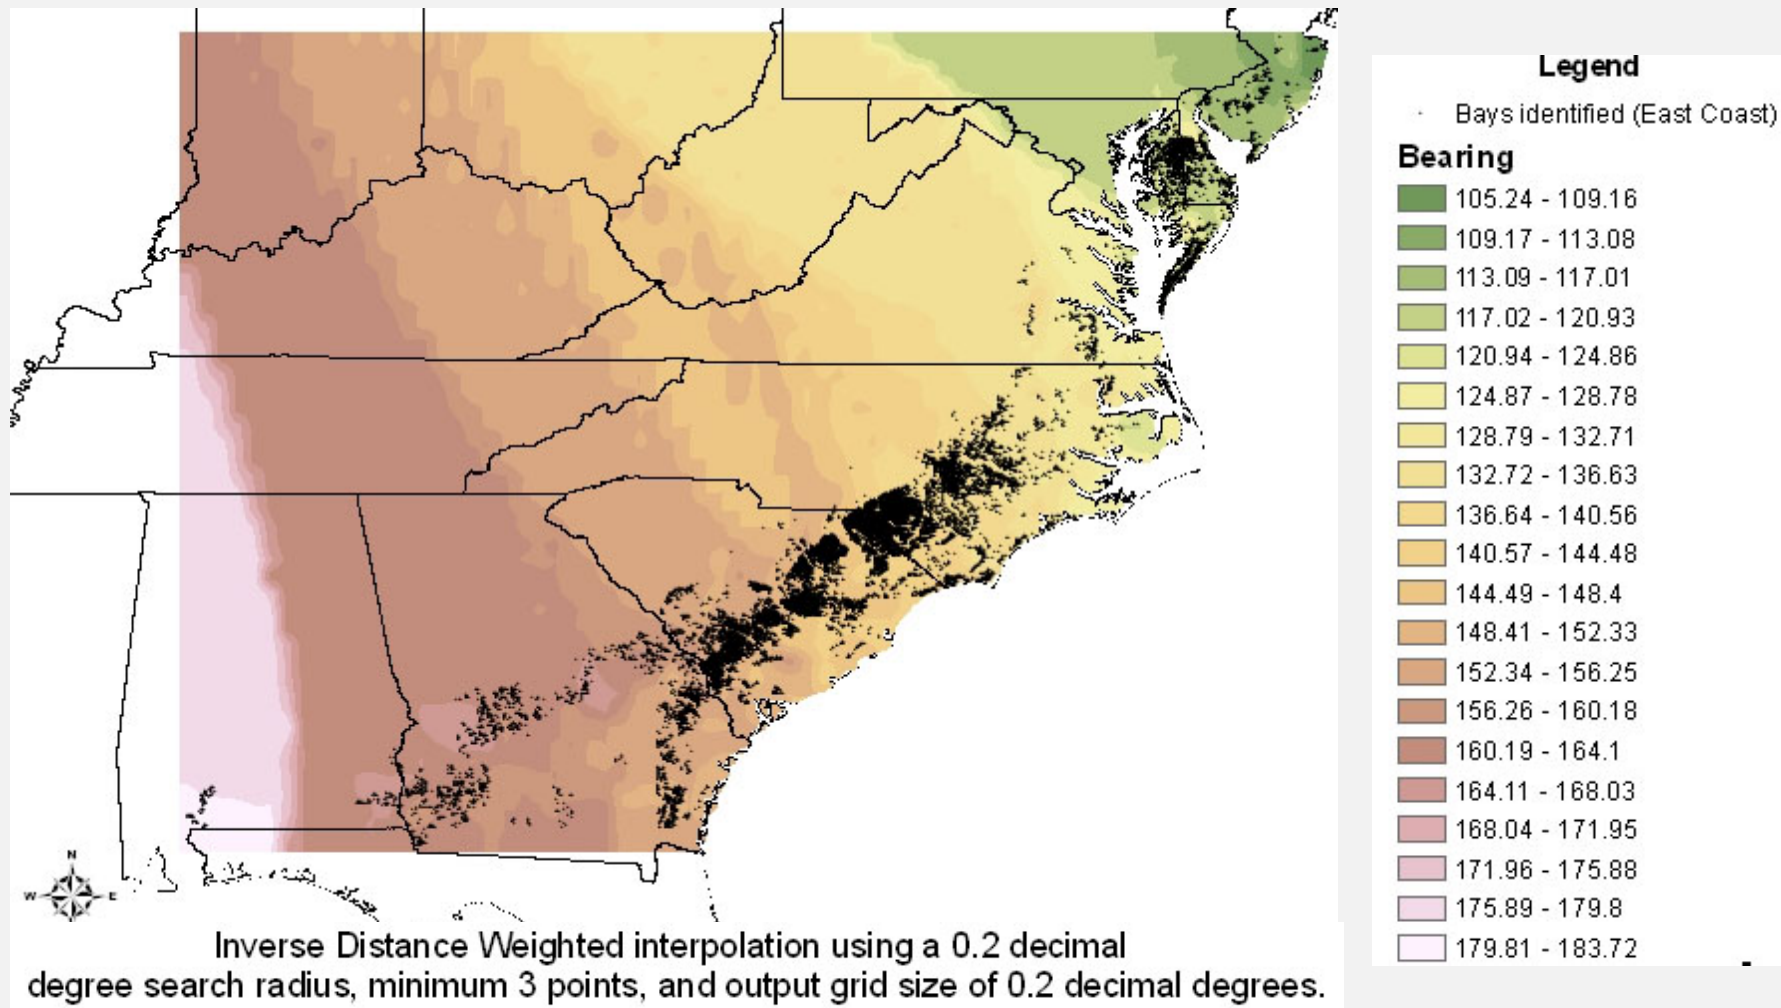 Legend
Bays identified (East Coast)
Bearing
105.24 - 109.16
109.17 - 113.08
113.09 - 117.01
117.02 - 120.93
120.94 - 124.86
124.87 - 128.78
128.79 - 132.71
132.72 - 136.63
136.64 - 140.56
140.57 - 144.48
144.49 - 148.4
148.41 - 152.33
152.34 - 156.25
156.26 - 160.18
160.19 - 164.1
164.11 - 168.03
168.04 - 171.95
171.96 - 175.88
175.89 - 179.8
179.81 - 183.72
N
W E
Inverse Distance Weighted interpolation using a 0.2 decimal
degree search radius, minimum 3 points, and output grid size of 0.2 decimal degrees.